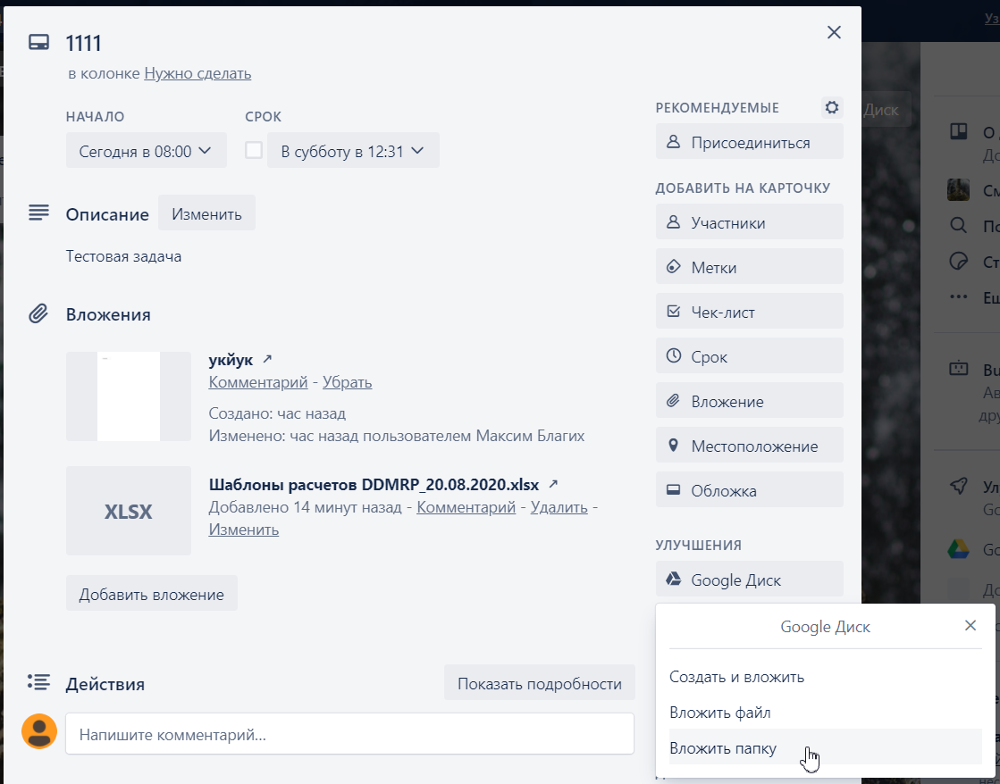 1111
в колонке Нужно сделать
НАЧАЛО
СРОК
Сегодня в 08:00
В субботу в 12:31
Описание
Изменить
Тестовая задача
Вложения
укйук
Комментарий - Убрать
Создано: час назад
Изменено: час назад пользователем Максим Благих
XLSX
Шаблоны расчетов DDMRP_20.08.2020.xlsx
Добавлено 14 минут назад - Комментарий - Удалить -
Изменить
Добавить вложение
Действия
Показать подробности
Напишите комментарий...
РЕКОМЕНДУЕМЫЕ
Присоединиться
ДОБАВИТЬ НА КАРТОЧКУ
Участники
Метки
Чек-лист
Срок
Вложение
Местоположение
Обложка
УЛУЧШЕНИЯ
Google Диск
Google Диск
Создать и вложить
Вложить файл
Вложить папку
Диск